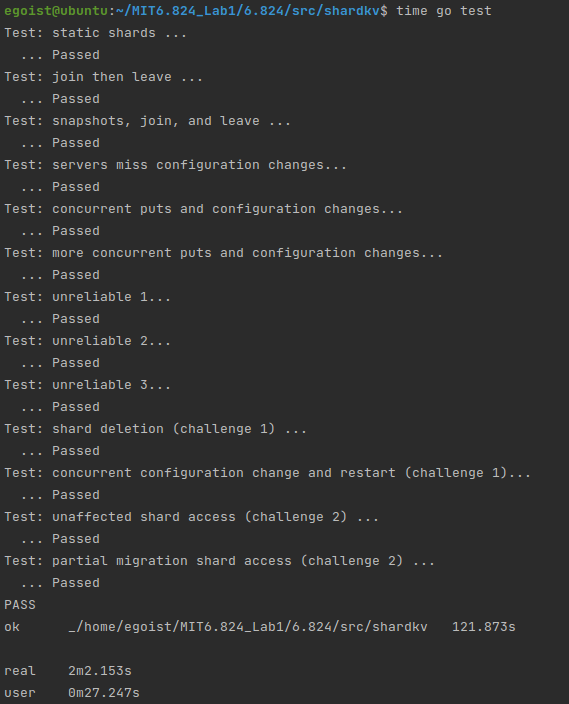 egoist@ubuntu:~/MIT6.824_Lab1/6.824/src/shardkv$ time go test
Test: static shards ...
  ... Passed
Test: join then leave ...
  ... Passed
Test: snapshots, join, and leave ...
  ... Passed
Test: servers miss configuration changes...
  ... Passed
Test: concurrent puts and configuration changes...
  ... Passed
Test: more concurrent puts and configuration changes...
  ... Passed
Test: unreliable 1...
  ... Passed
Test: unreliable 2...
  ... Passed
Test: unreliable 3...
  ... Passed
Test: shard deletion (challenge 1) ...
  ... Passed
Test: concurrent configuration change and restart (challenge 1)...
  ... Passed
Test: unaffected shard access (challenge 2) ...
  ... Passed
Test: partial migration shard access (challenge 2) ...
  ... Passed
PASS
ok      _/home/egoist/MIT6.824_Lab1/6.824/src/shardkv   121.873s

real    2m2.153s
user    0m27.247s